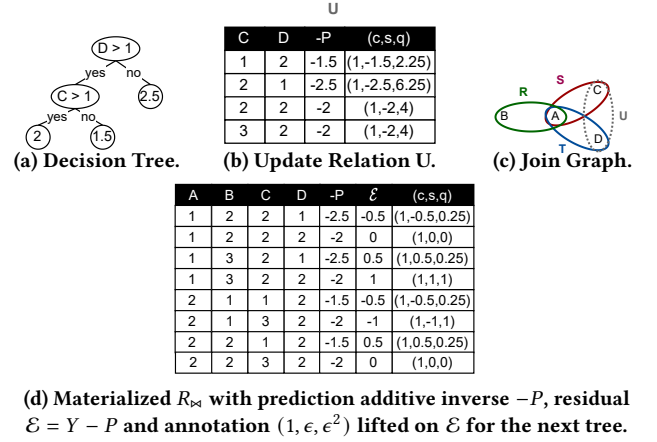 U
D > 1
yes no
C > 1 2.5
yes no
2 1.5
(a) Decision Tree.
C D -P (c,s,q)
1 2 -1.5 (1,-1.5,2.25)
2 1 -2.5 (1,-2.5,6.25)
2 2 -2 (1,-2,4)
3 2 -2 (1,-2,4)
(b) Update Relation U.
S
R C
B A U
D
T
(c) Join Graph.
A B C D -P ℰ (c,s,q)
1 2 2 1 -2.5 -0.5 (1,-0.5,0.25)
1 2 2 2 -2 0 (1,0,0)
1 3 2 1 -2.5 0.5 (1,0.5,0.25)
1 3 2 2 -2 1 (1,1,1)
2 1 1 2 -1.5 -0.5 (1,-0.5,0.25)
2 1 3 2 -2 -1 (1,-1,1)
2 2 1 2 -1.5 0.5 (1,0.5,0.25)
2 2 3 2 -2 0 (1,0,0)
(d) Materialized R⋈ with prediction additive inverse −P, residual
ℰ = Y − P and annotation (1, ϵ, ϵ²) lifted on ℰ for the next tree.